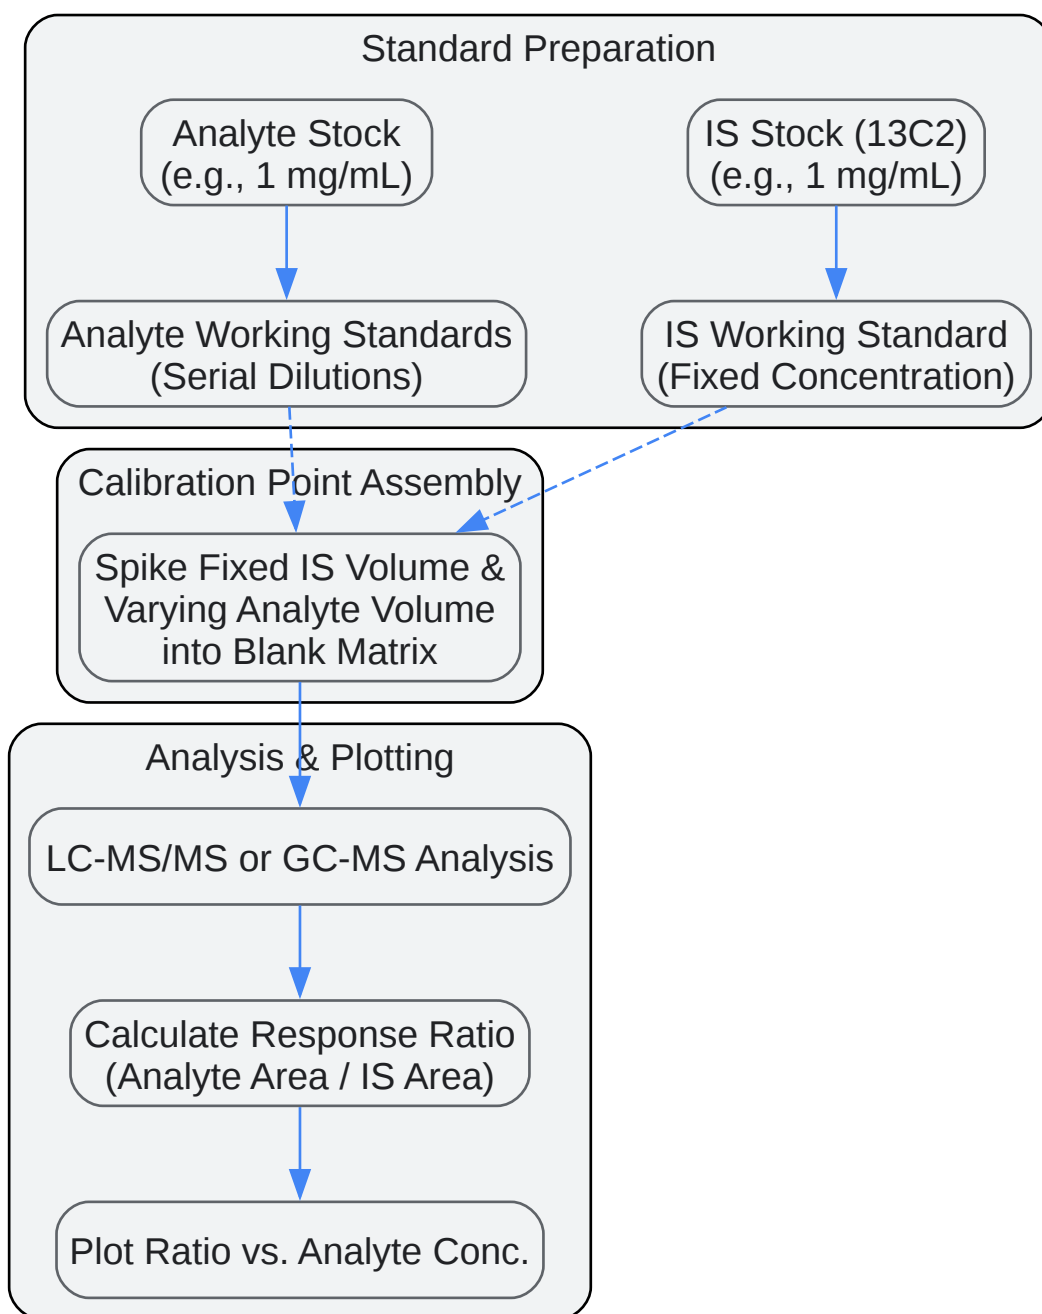 Standard Preparation
Analyte Stock
(e.g., 1 mg/mL)
IS Stock (13C2)
(e.g., 1 mg/mL)
Analyte Working Standards
(Serial Dilutions)
IS Working Standard
(Fixed Concentration)
Calibration Point Assembly
Spike Fixed IS Volume &
Varying Analyte Volume
into Blank Matrix
Analysis & Plotting
LC-MS/MS or GC-MS Analysis
Calculate Response Ratio
(Analyte Area / IS Area)
Plot Ratio vs. Analyte Conc.